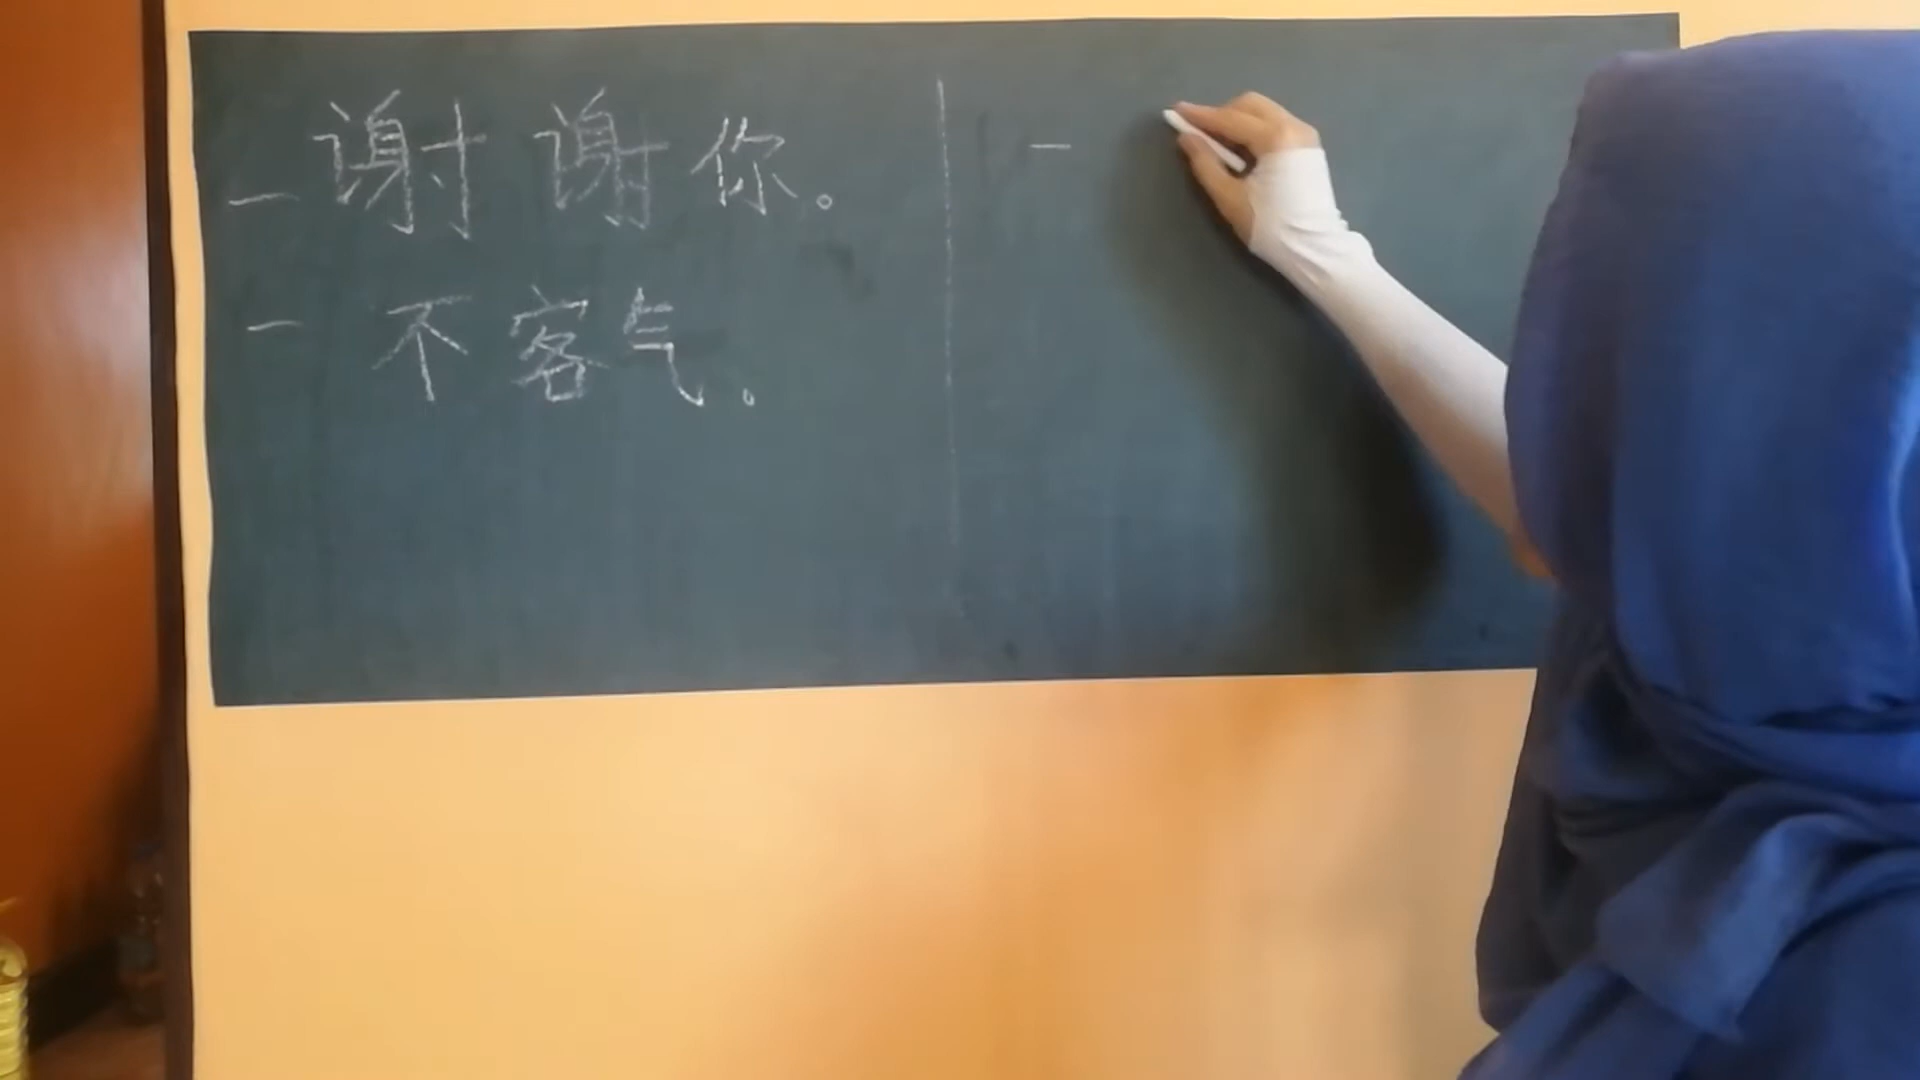 — 谢谢你。
— 不客气。
—